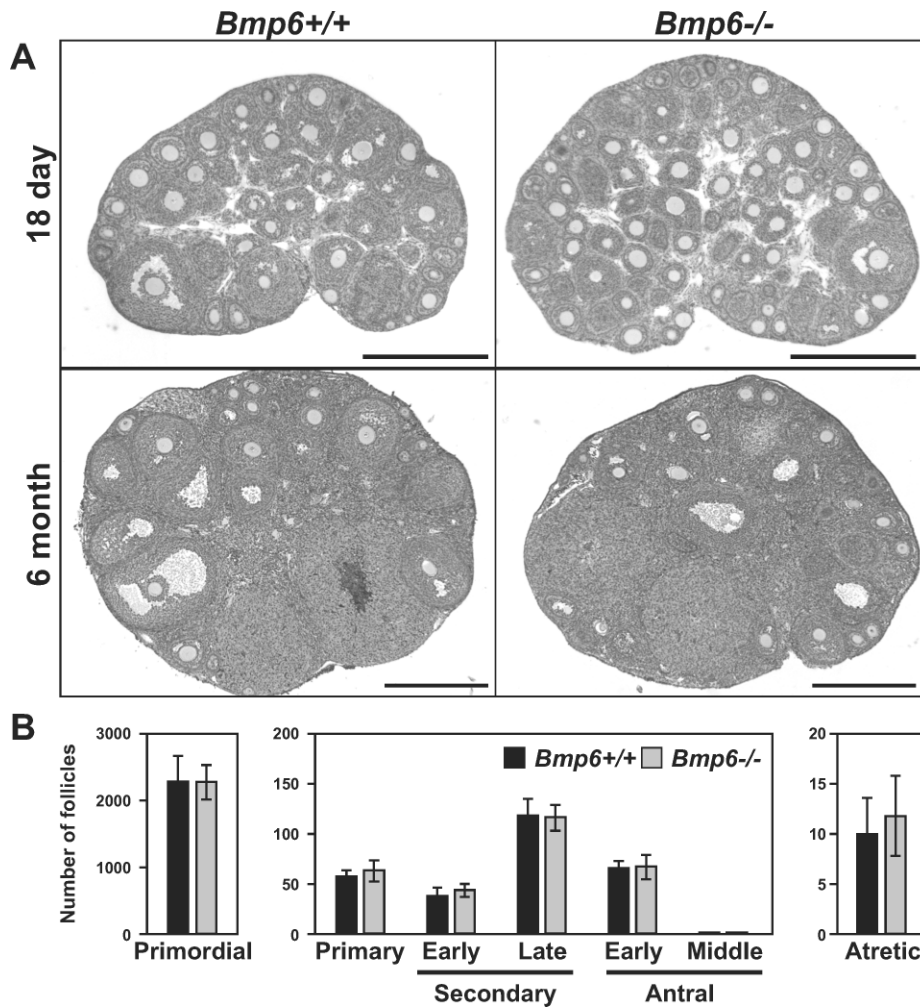 Bmp6+/+ Bmp6-/-
A
18 day
6 month
B
Number of follicles
3000
2000
1000
0
Primordial
200
150
100
50
0
Bmp6+/+ Bmp6-/-
Primary Early Late Early Middle
Secondary Antral
20
15
10
5
0
Atretic